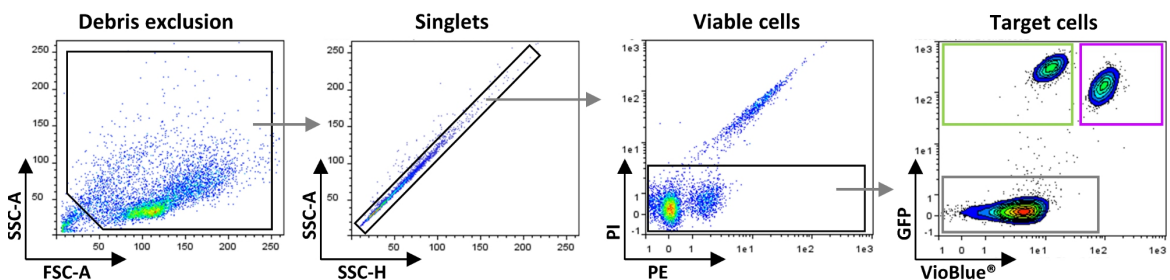 Debris exclusion
Singlets
Viable cells
Target cells
250
200
150
100
50
SSC-A
50 100 150 200 250
FSC-A
250
200
150
100
50
SSC-A
50 100 150 200 250
SSC-H
1e3
1e2
1e1
1
0
-1
PI
1 0 1 1e1 1e2 1e3
PE
1e3
1e2
1e1
1
0
-1
GFP
-1 0 1 1e1 1e2 1e3
VioBlue®